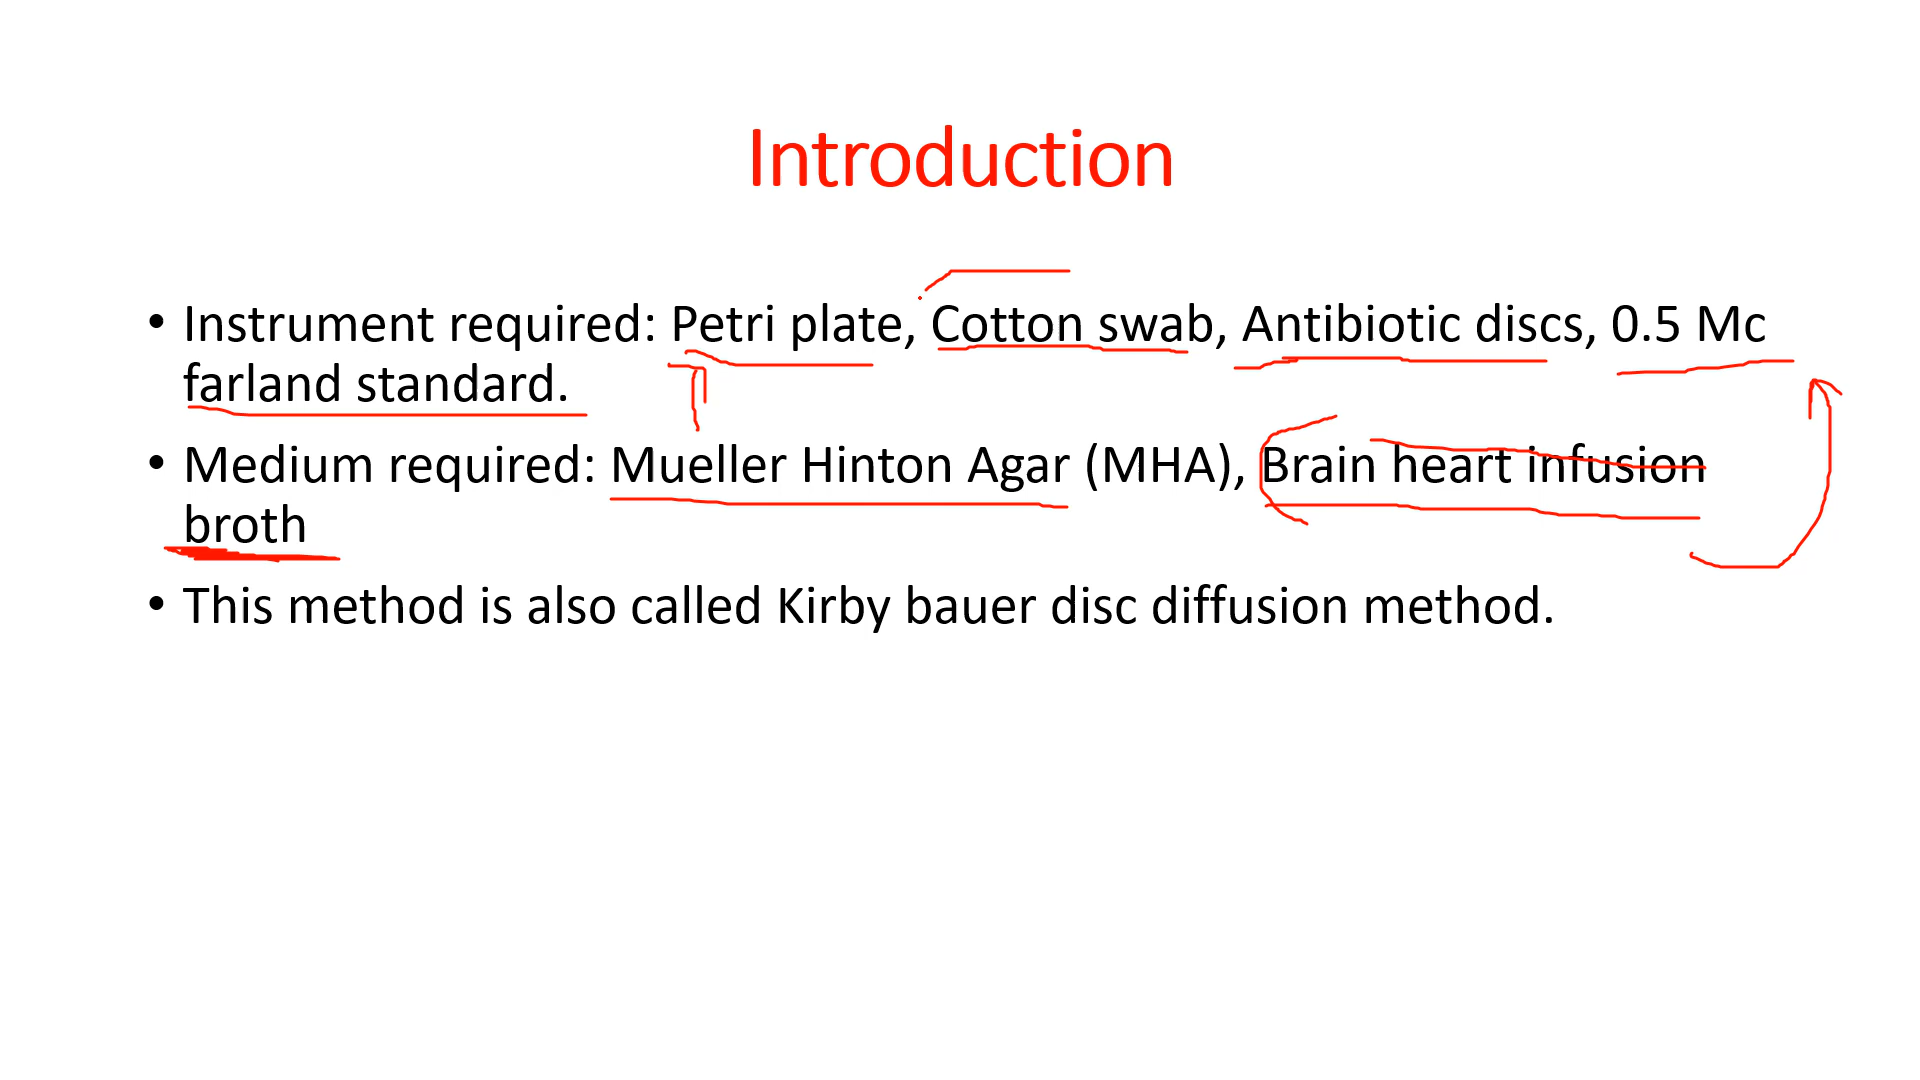 Introduction
• Instrument required: Petri plate, Cotton swab, Antibiotic discs, 0.5 Mc
farland standard.
• Medium required: Mueller Hinton Agar (MHA), Brain heart infusion
broth
• This method is also called Kirby bauer disc diffusion method.